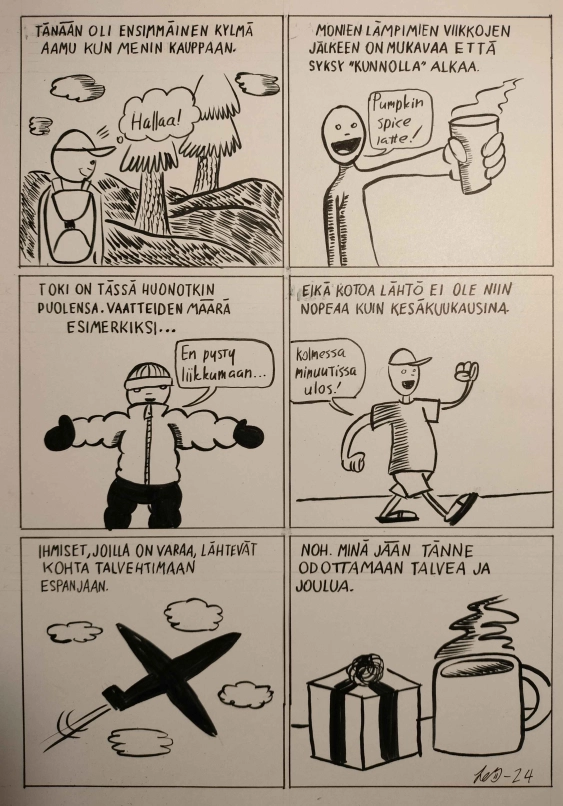 TÄNÄÄN OLI ENSIMMÄINEN KYLMÄ
AAMU KUN MENIN KAUPPAAN.
Hallaa!
MONIEN LÄMPIMIEN VIIKKOJEN
JÄLKEEN ON MUKAVAA ETTÄ
SYKSY "KUNNOLLA" ALKAA.
Pumpkin
spice
latte!
TOKI ON TÄSSÄ HUONOTKIN
PUOLENSA. VAATTEIDEN MÄÄRÄ
ESIMERKIKSI...
En pysty
liikkumaan...
EIKÄ KOTOA LÄHTÖ EI OLE NIIN
NOPEAA KUIN KESÄKUUKAUSINA.
Kolmessa
minuutissa
ulos!
IHMISET, JOILLA ON VARAA, LÄHTEVÄT
KOHTA TALVEHTIMAAN
ESPANJAAN.
NOH. MINÄ JÄÄN TÄNNE
ODOTTAMAAN TALVEA JA
JOULUA.
-24